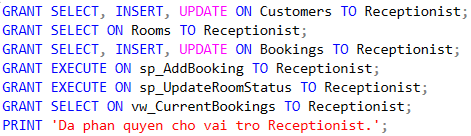 GRANT SELECT, INSERT, UPDATE ON Customers TO Receptionist;
GRANT SELECT ON Rooms TO Receptionist;
GRANT SELECT, INSERT, UPDATE ON Bookings TO Receptionist;
GRANT EXECUTE ON sp_AddBooking TO Receptionist;
GRANT EXECUTE ON sp_UpdateRoomStatus TO Receptionist;
GRANT SELECT ON vw_CurrentBookings TO Receptionist;
PRINT 'Da phan quyen cho vai tro Receptionist.';